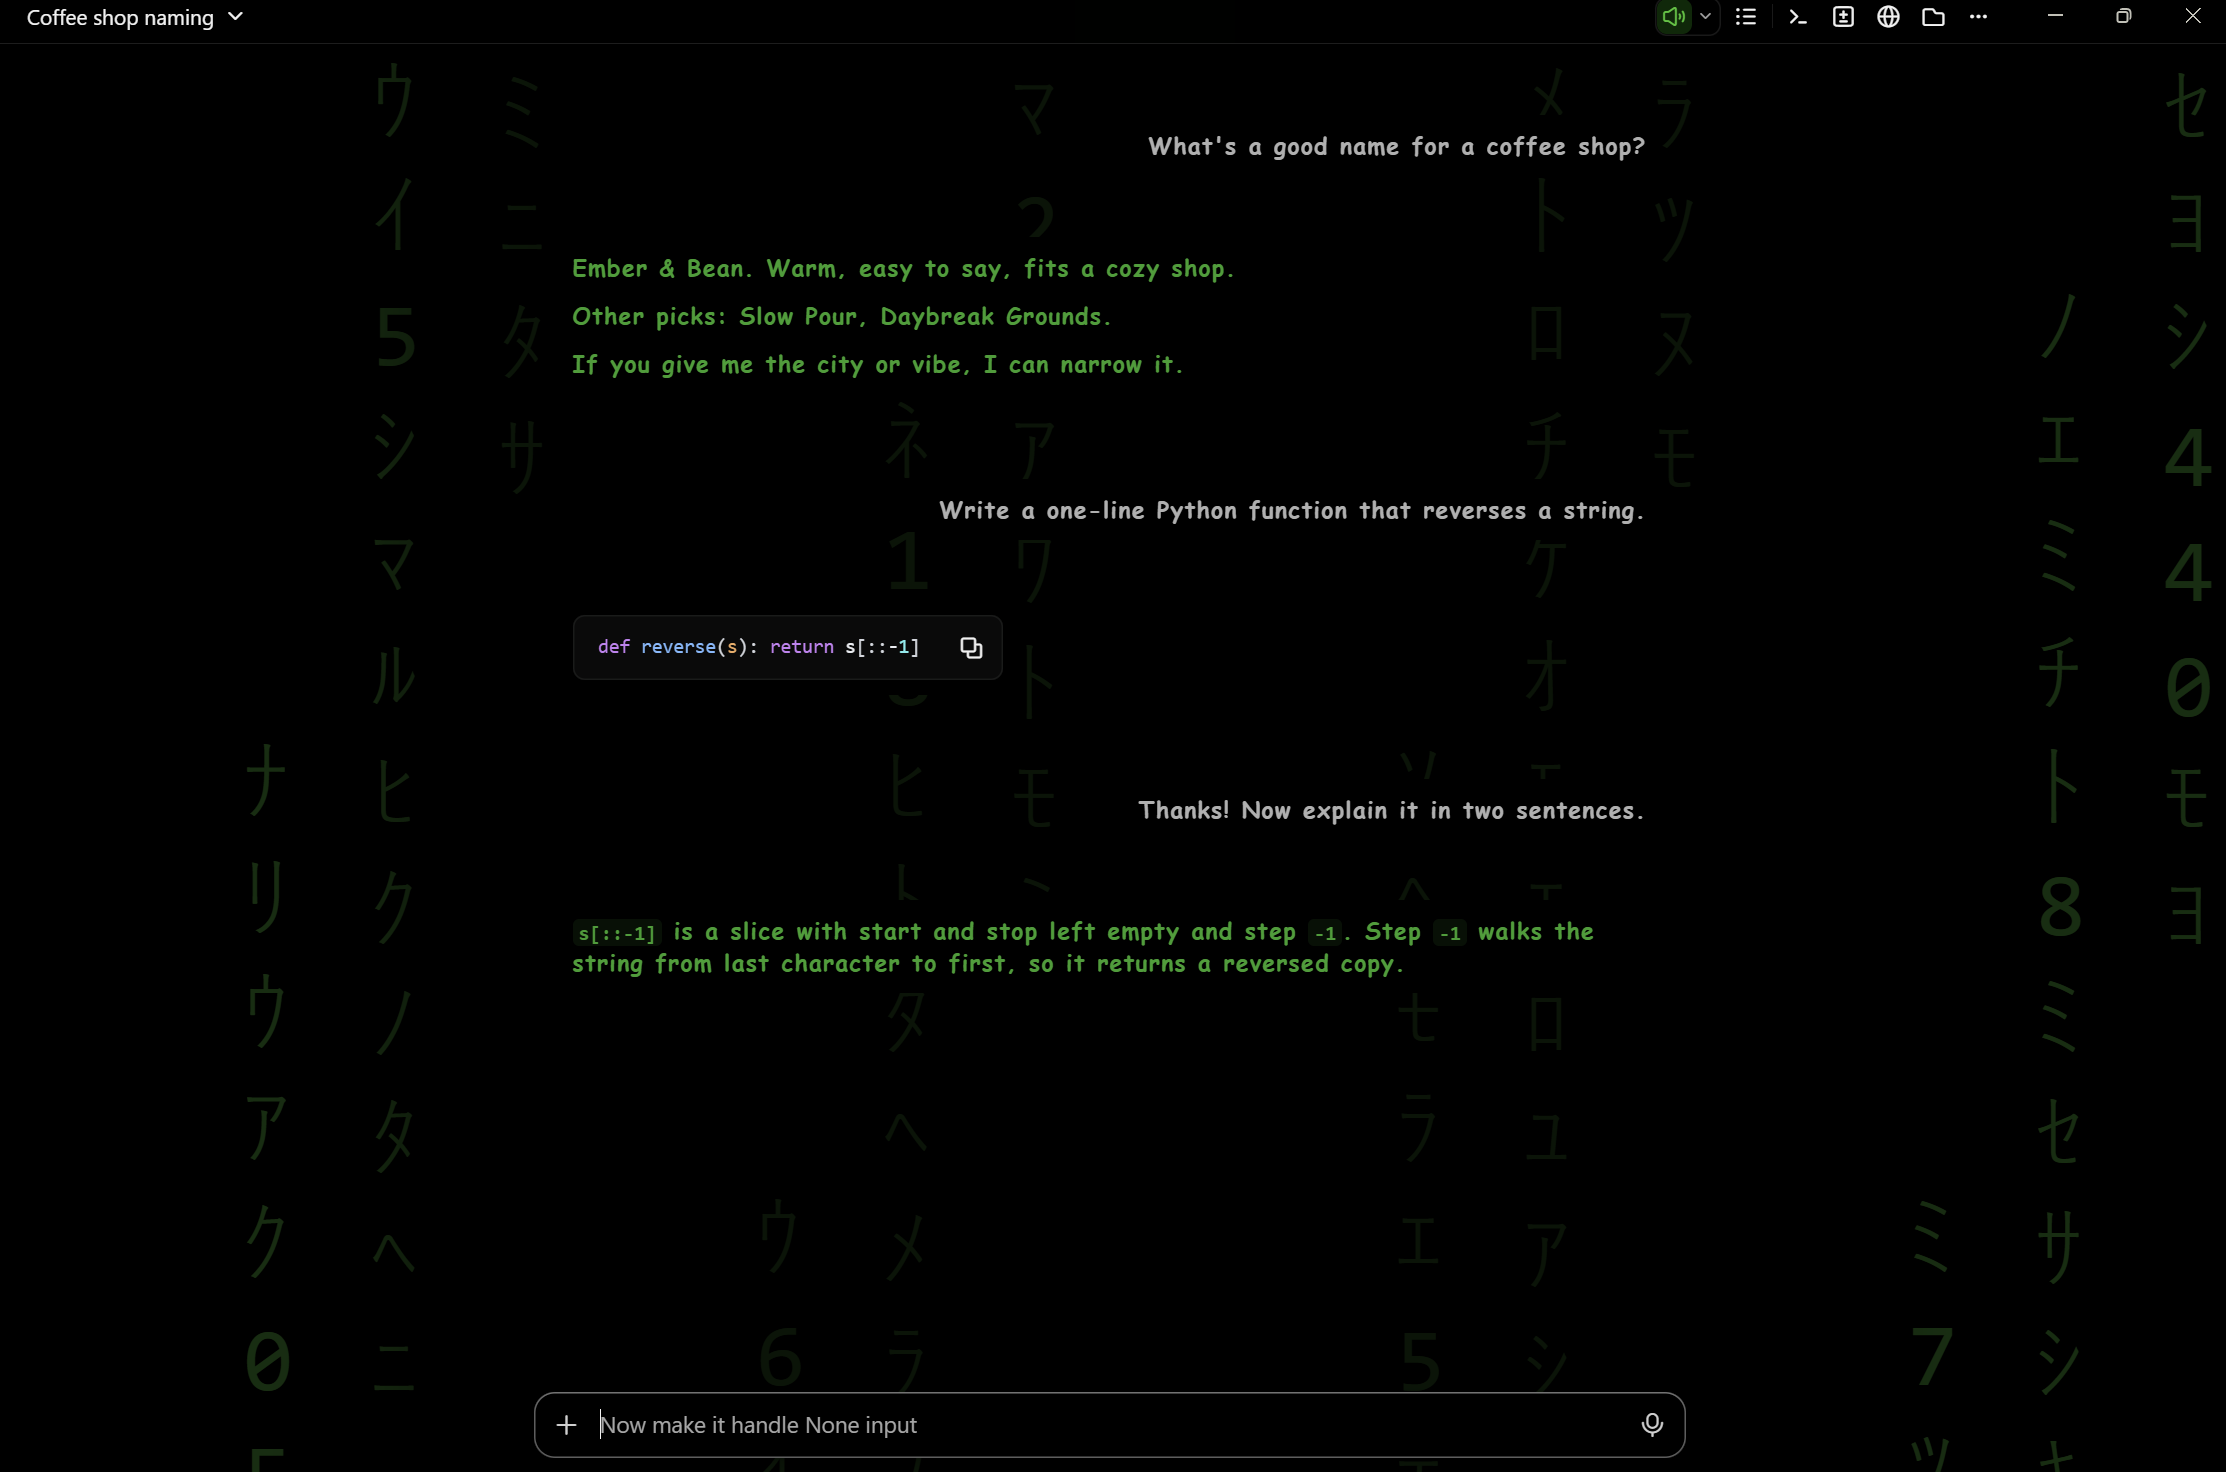 Coffee shop naming
What's a good name for a coffee shop?
Ember & Bean. Warm, easy to say, fits a cozy shop.
Other picks: Slow Pour, Daybreak Grounds.
If you give me the city or vibe, I can narrow it.
Write a one-line Python function that reverses a string.
def reverse(s): return s[::-1]
Thanks! Now explain it in two sentences.
s[::-1] is a slice with start and stop left empty and step -1. Step -1 walks the
string from last character to first, so it returns a reversed copy.
Now make it handle None input